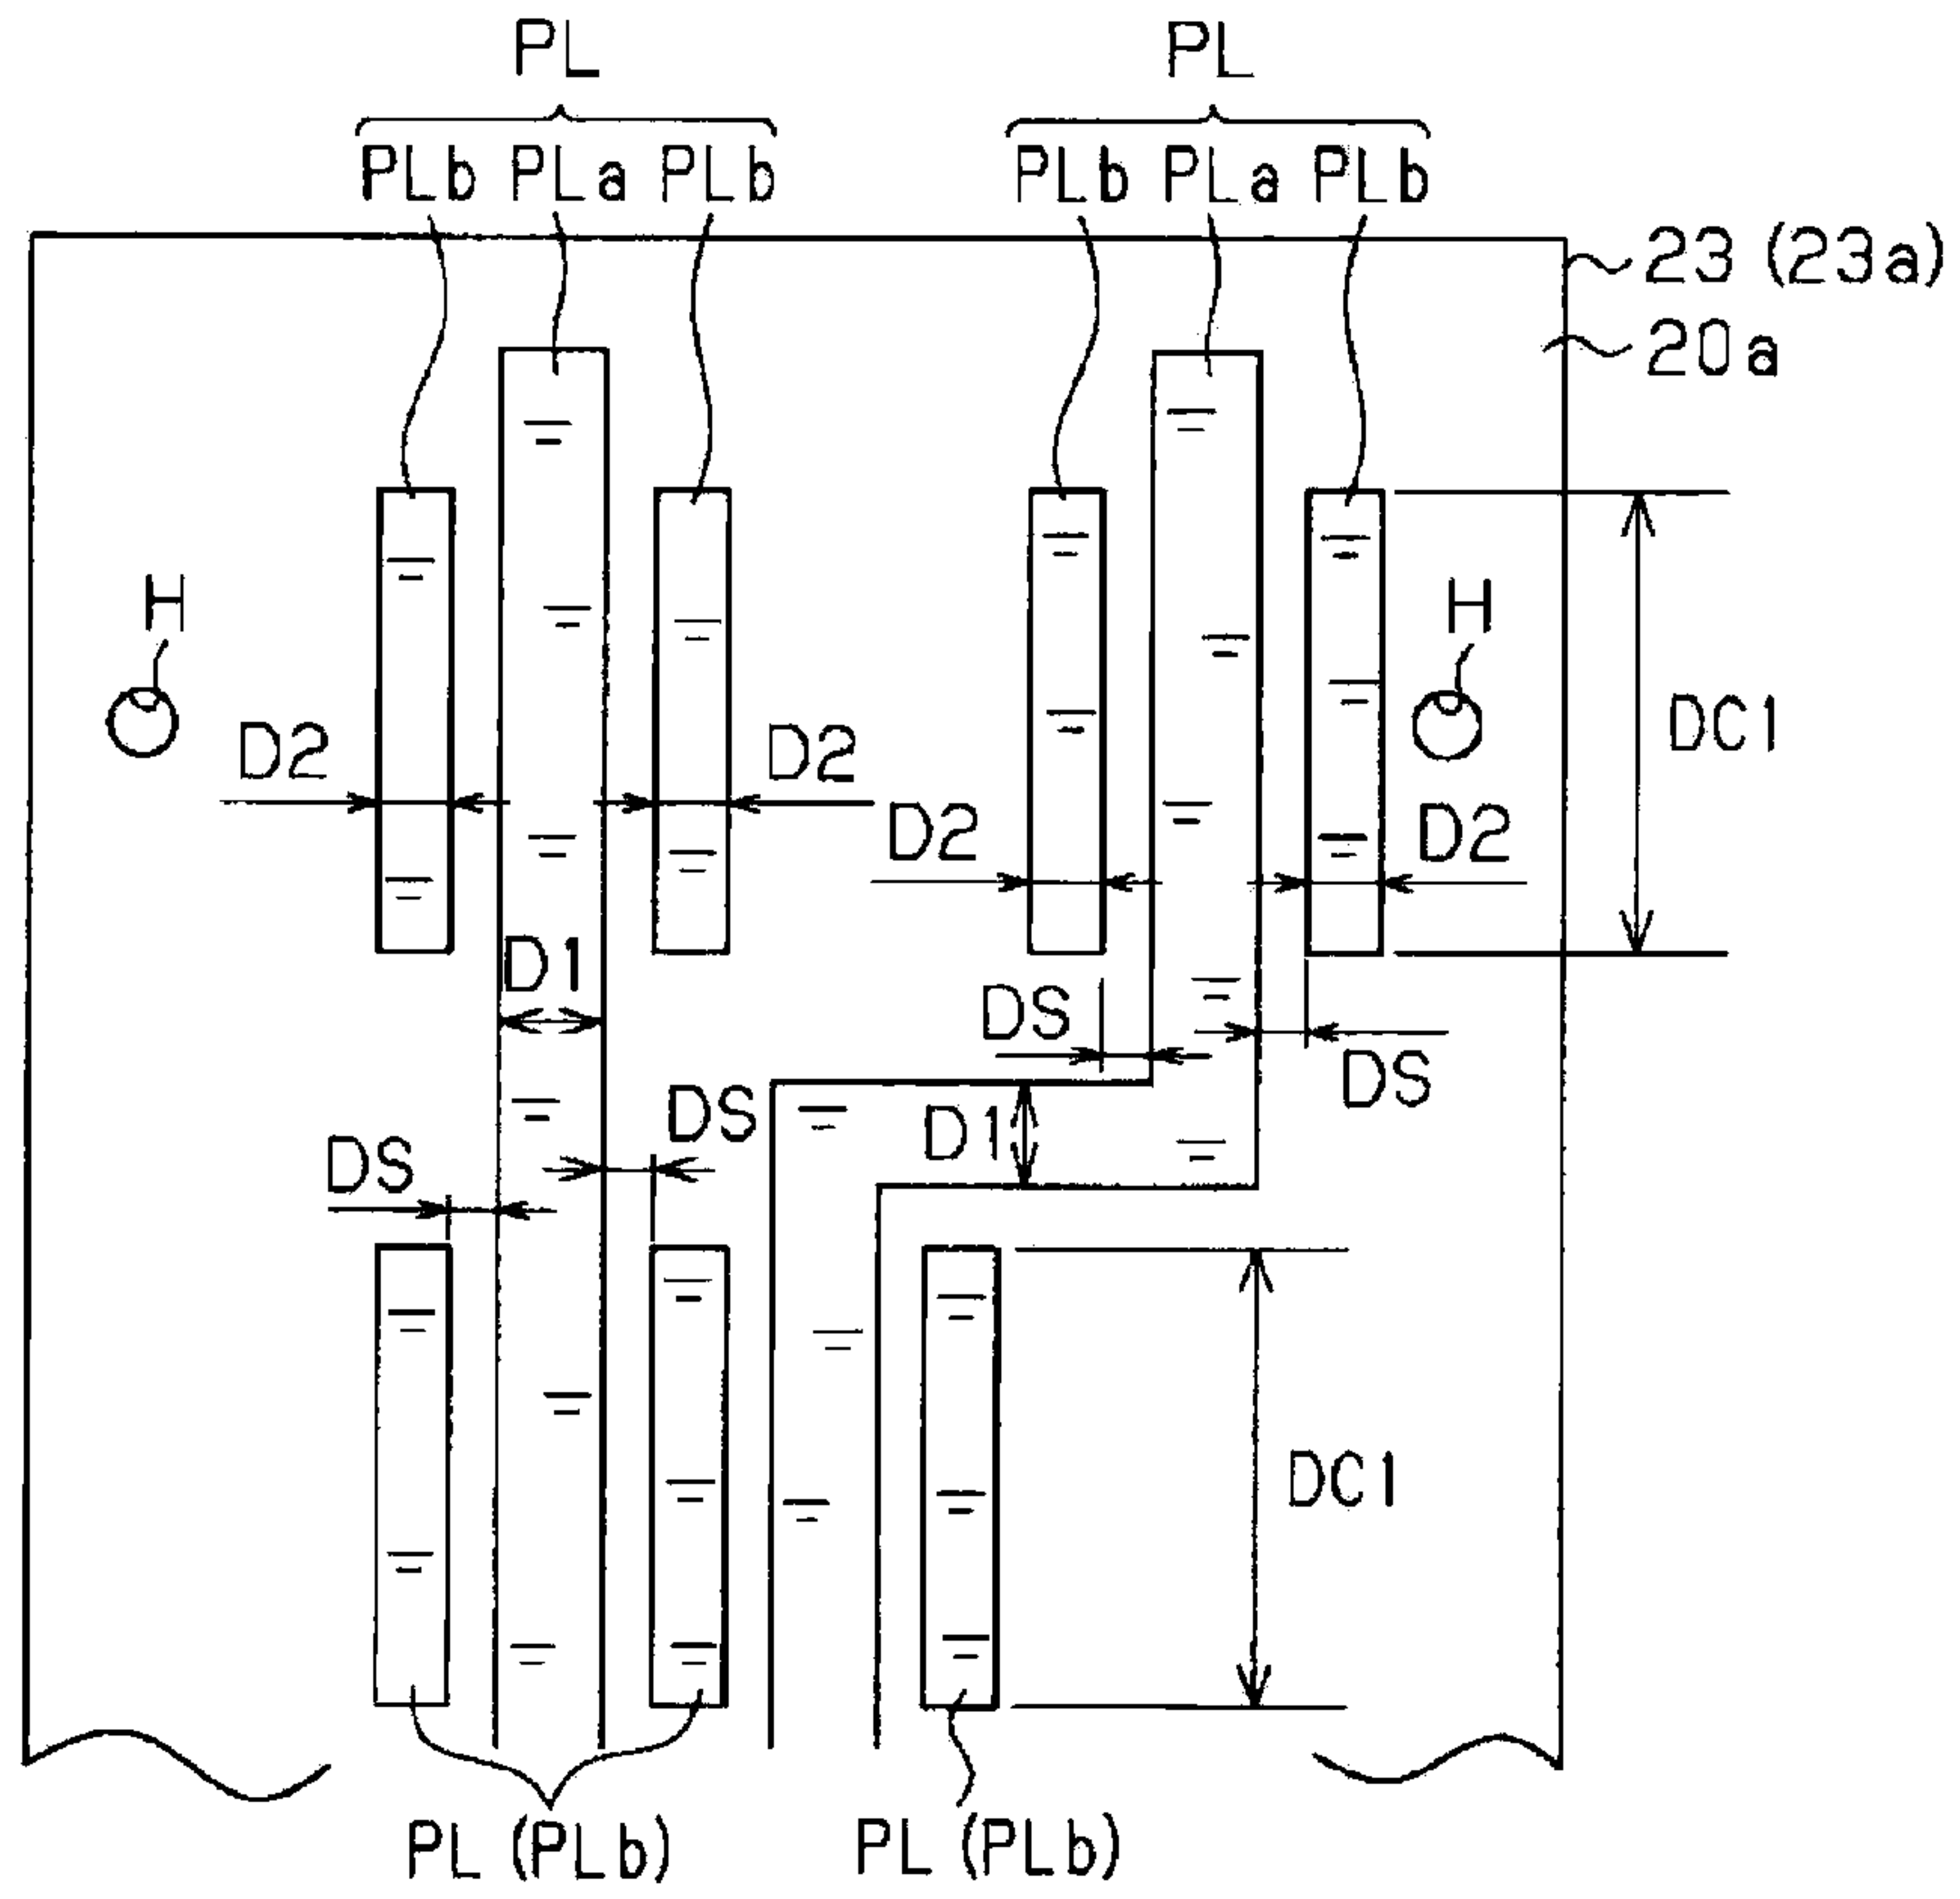 PL PL
PLb PLa PLb PLb PLa PLb
23 (23a)
20a
H H
DC1
D2 D2
D2 D2
D1
DS
DS
DS D1
DS
DC1
PL (PLb) PL (PLb)